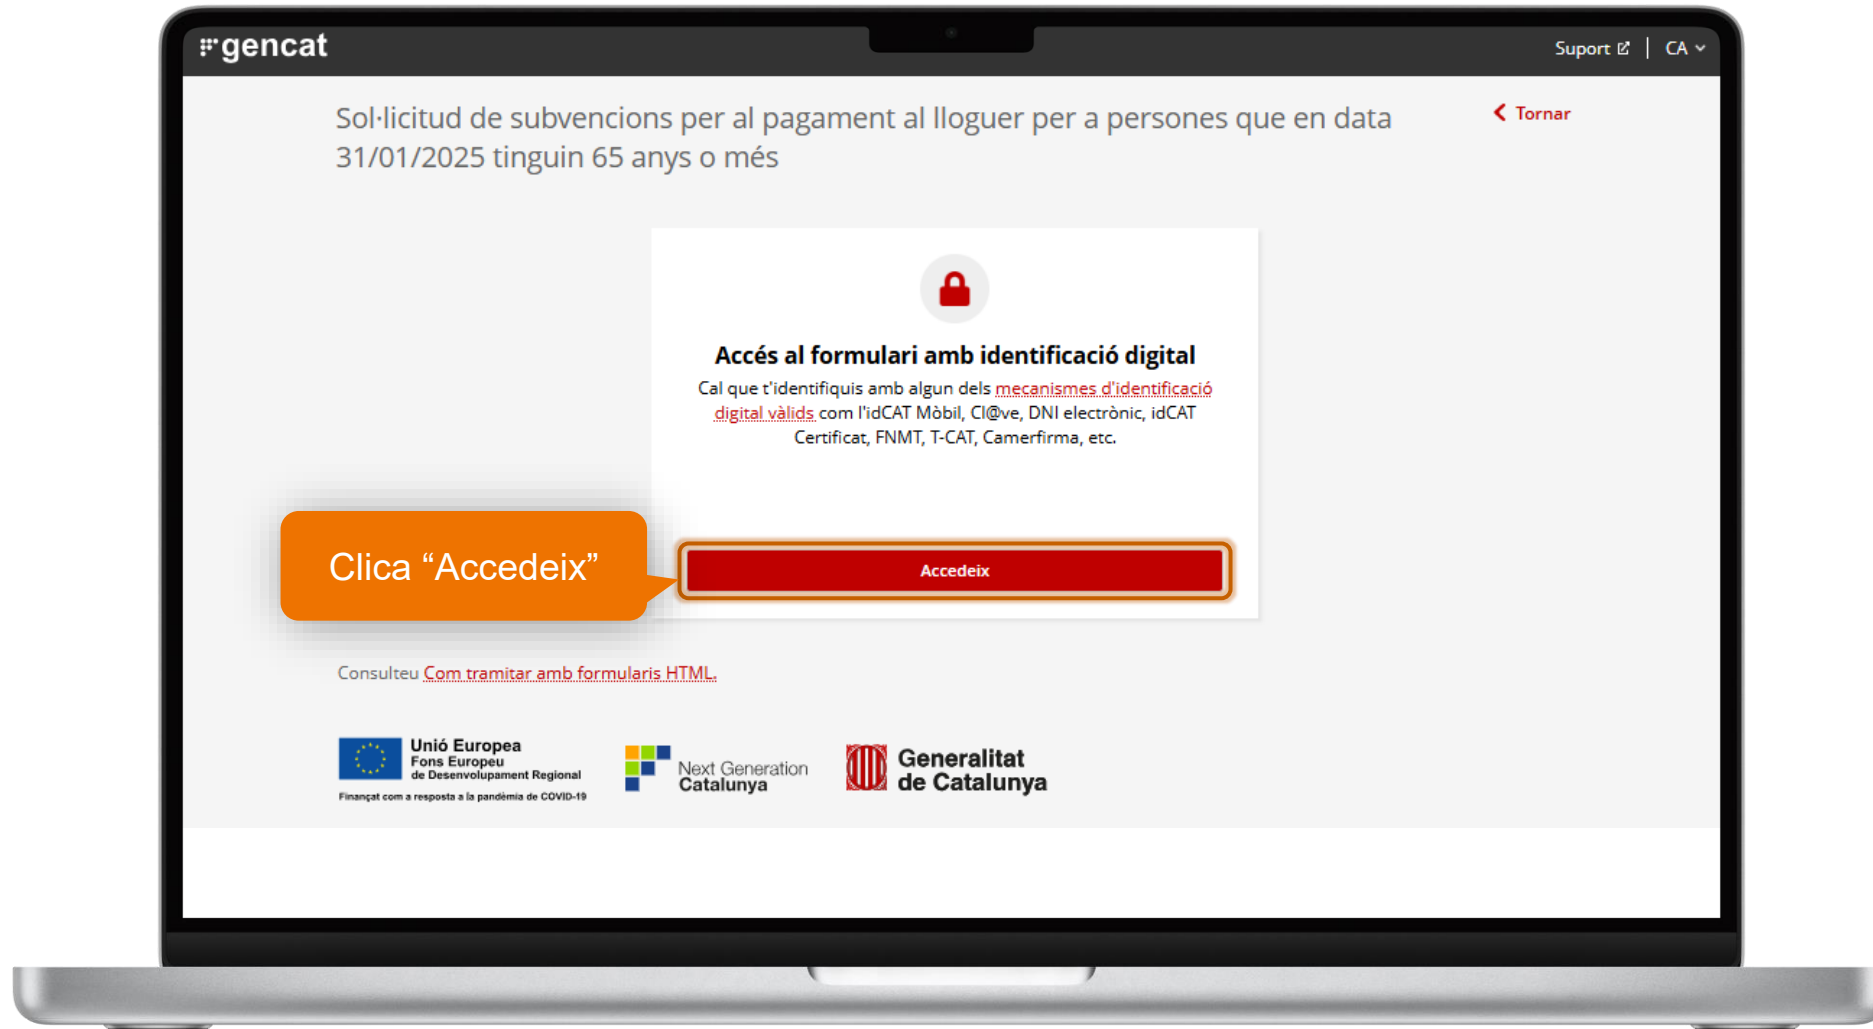 gencat
Suport
CA
Sol·licitud de subvencions per al pagament al lloguer per a persones que en data
31/01/2025 tinguin 65 anys o més
Tornar
Accés al formulari amb identificació digital
Cal que t'identifiquis amb algun dels mecanismes d'identificació
digital vàlids com l'idCAT Mòbil, Cl@ve, DNI electrònic, idCAT
Certificat, FNMT, T-CAT, Camerfirma, etc.
Clica “Accedeix”
Accedeix
Consulteu Com tramitar amb formularis HTML.
Unió Europea
Fons Europeu
de Desenvolupament Regional
Finançat com a resposta a la pandèmia de COVID-19
Next Generation
Catalunya
Generalitat
de Catalunya